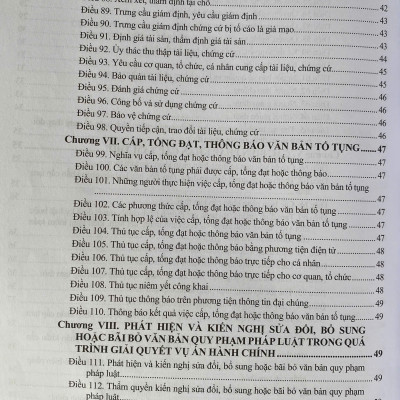 xét, thẩm định tại chỗ 42
Điều 89. Trưng cầu giám định, yêu cầu giám định 43
Điều 90. Trưng cầu giám định chứng cứ bị tố cáo là giả mạo 43
Điều 91. Định giá tài sản, thẩm định giá tài sản 43
Điều 92. Ủy thác thu thập tài liệu, chứng cứ 44
Điều 93. Yêu cầu cơ quan, tổ chức, cá nhân cung cấp tài liệu, chứng cứ 45
Điều 94. Bảo quản tài liệu, chứng cứ 45
Điều 95. Đánh giá chứng cứ 46
Điều 96. Công bố và sử dụng chứng cứ 46
Điều 97. Bảo vệ chứng cứ 46
Điều 98. Quyền tiếp cận, trao đổi tài liệu, chứng cứ 46
Chương VII. CẤP, TỐNG ĐẠT, THÔNG BÁO VĂN BẢN TỐ TỤNG 47
Điều 99. Nghĩa vụ cấp, tống đạt hoặc thông báo văn bản tố tụng 47
Điều 100. Các văn bản tố tụng phải được cấp, tống đạt hoặc thông báo 47
Điều 101. Những người thực hiện việc cấp, tống đạt hoặc thông báo văn bản tố tụng
47
Điều 102. Các phương thức cấp, tống đạt hoặc thông báo văn bản tố tụng 47
Điều 103. Tính hợp lệ của việc cấp, tống đạt hoặc thông báo văn bản tố tụng 47
Điều 104. Thủ tục cấp, tống đạt hoặc thông báo văn bản tố tụng 48
Điều 105. Thủ tục cấp, tống đạt hoặc thông báo bằng phương tiện điện tử 48
Điều 106. Thủ tục cấp, tống đạt hoặc thông báo trực tiếp cho cá nhân 48
Điều 107. Thủ tục cấp, tống đạt hoặc thông báo trực tiếp cho cơ quan, tổ chức 48
Điều 108. Thủ tục niêm yết công khai 48
Điều 109. Thủ tục thông báo trên phương tiện thông tin đại chúng 49
Điều 110. Thông báo kết quả việc cấp, tống đạt hoặc thông báo văn bản tố tụng 49
Chương VIII. PHÁT HIỆN VÀ KIẾN NGHỊ SỬA ĐỔI, BỔ SUNG
HOẶC BÃI BỎ VĂN BẢN QUY PHẠM PHÁP LUẬT TRONG QUÁ
TRÌNH GIẢI QUYẾT VỤ ÁN HÀNH CHÍNH 49
Điều 111. Phát hiện và kiến nghị sửa đổi, bổ sung hoặc bãi bỏ văn bản quy phạm
pháp luật 49
Điều 112. Thẩm quyền kiến nghị sửa đổi, bổ sung hoặc bãi bỏ văn bản quy phạm
pháp luật